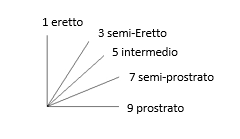 1 eretto
3 semi-Eretto
5 intermedio
7 semi-prostrato
9 prostrato